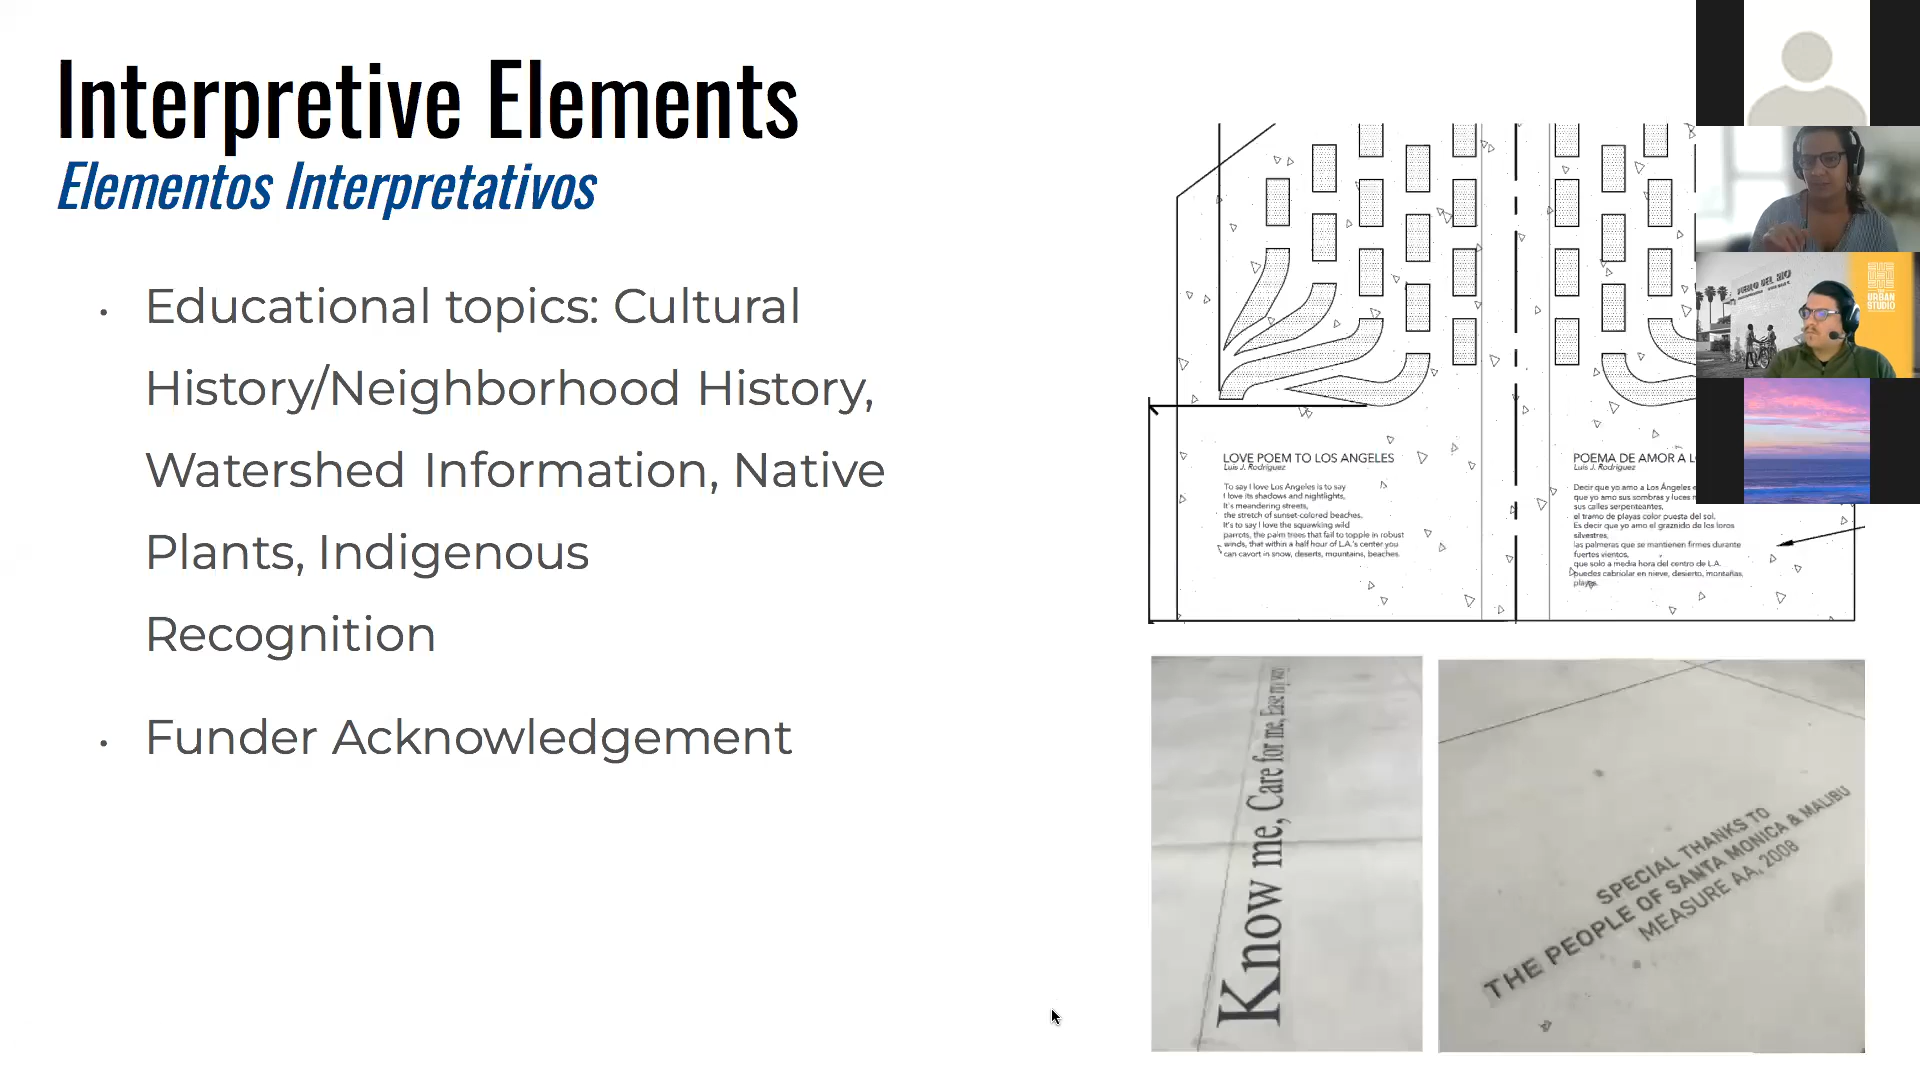 Interpretive Elements
Elementos Interpretativos
• Educational topics: Cultural
History/Neighborhood History,
Watershed Information, Native
Plants, Indigenous
Recognition
• Funder Acknowledgement
LOVE POEM TO LOS ANGELES
Luis J. Rodriguez
To say I love Los Angeles is to say
I love its shadows and nightlights,
It's meandering streets,
the stretch of sunset-colored beaches.
It's to say I love the squawking wild
parrots, the palm trees that fail to topple in robust
winds, that within a half hour of L.A.'s center you
can cavort in snow, deserts, mountains, beaches.
POEMA DE AMOR A LO
Luis J. Rodriguez
Decir que yo amo a Los Ángeles e
que yo amo sus sombras y luces n
sus calles serpenteantes,
el tramo de playas color puesta del sol.
Es decir que yo amo el graznido de los loros
silvestres,
las palmeras que se mantienen firmes durante
fuertes vientos,
que solo a media hora del centro de L.A.
puedes cabriolar en nieve, desierto, montañas,
playas.
Know me, Care for me, Ease my way
SPECIAL THANKS TO
THE PEOPLE OF SANTA MONICA & MALIBU
MEASURE AA, 2008
URBAN
STUDIO